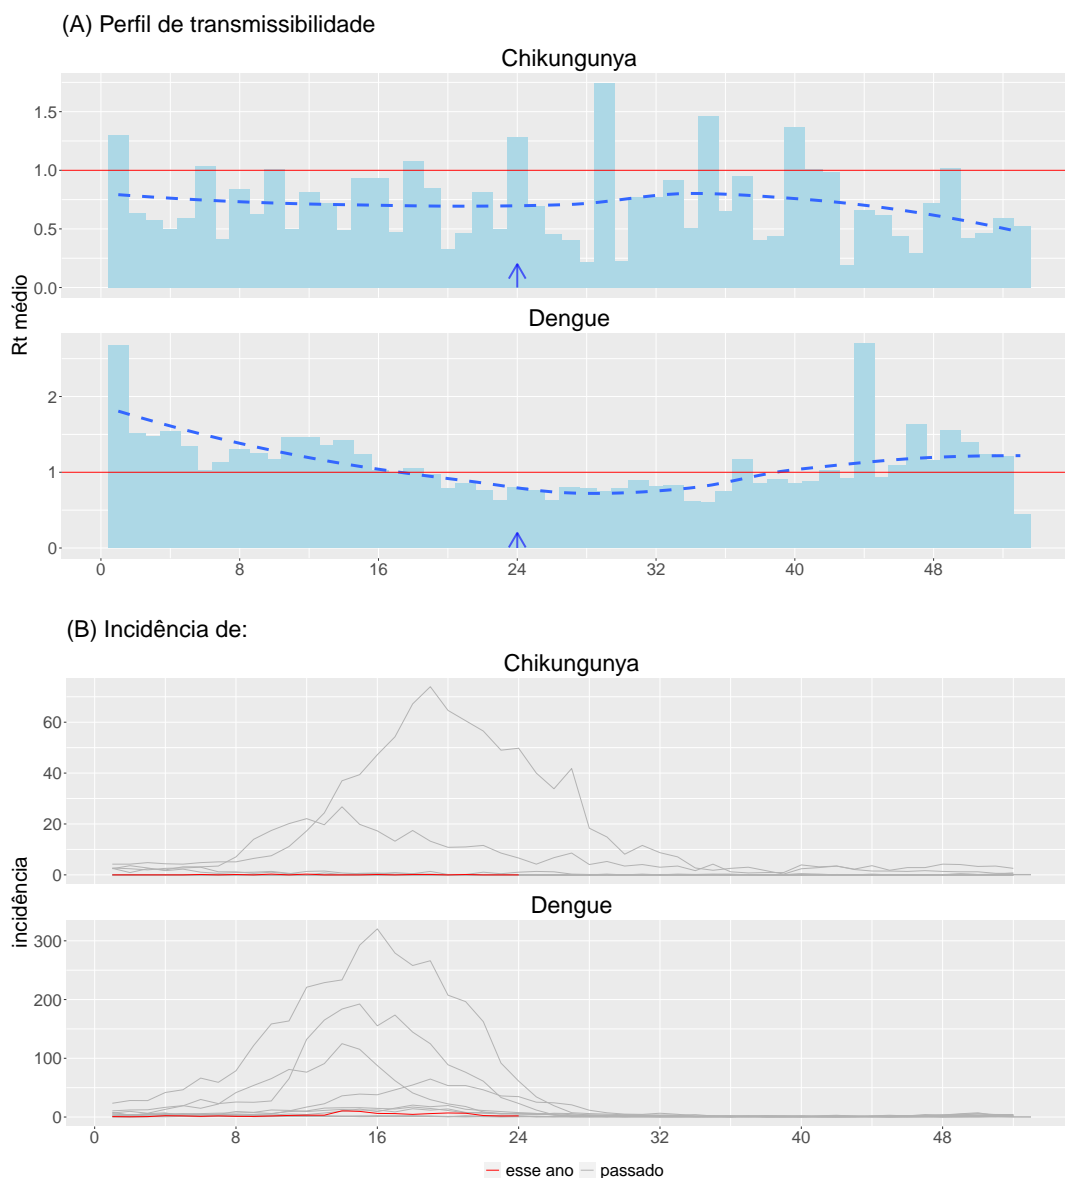 (A) Perfil de transmissibilidade
Chikungunya
1.5
1.0
0.5
0.0
Rt médio
Dengue
2
1
0
0 8 16 24 32 40 48
(B) Incidência de:
Chikungunya
60
40
20
0
incidência
Dengue
300
200
100
0
0 8 16 24 32 40 48
esse ano passado